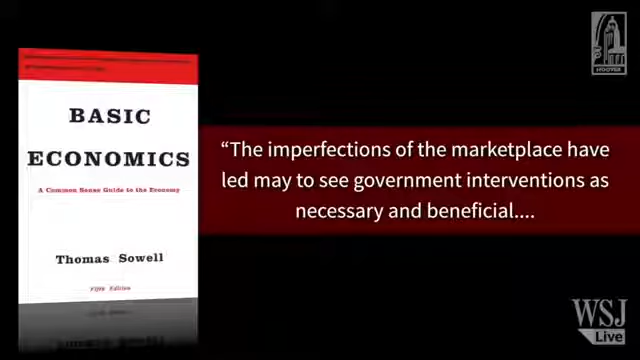 HOOVER
BASIC
ECONOMICS
A Common Sense Guide to the Economy
Thomas Sowell
Fifth Edition
“The imperfections of the marketplace have
led may to see government interventions as
necessary and beneficial....
WSJ
Live